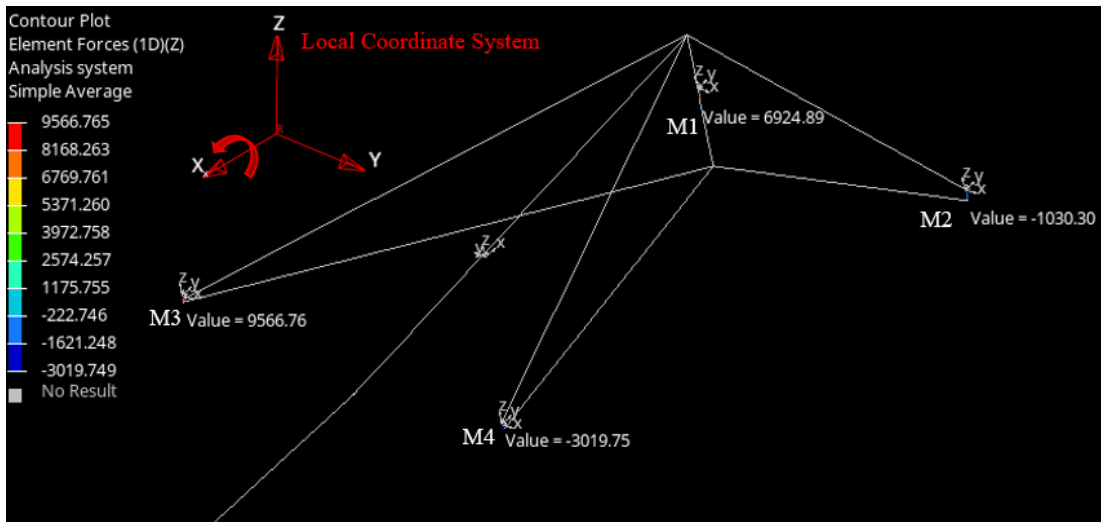 Contour Plot
Element Forces (1D)(Z)
Analysis system
Simple Average
9566.765
8168.263
6769.761
5371.260
3972.758
2574.257
1175.755
-222.746
-1621.248
-3019.749
No Result
Z
Local Coordinate System
X
Y
R
Z Y
X
M1
Value = 6924.89
Z Y
X
M2
Value = -1030.30
Y Z X
Z Y
X
M3
Value = 9566.76
Z Y
X
M4
Value = -3019.75